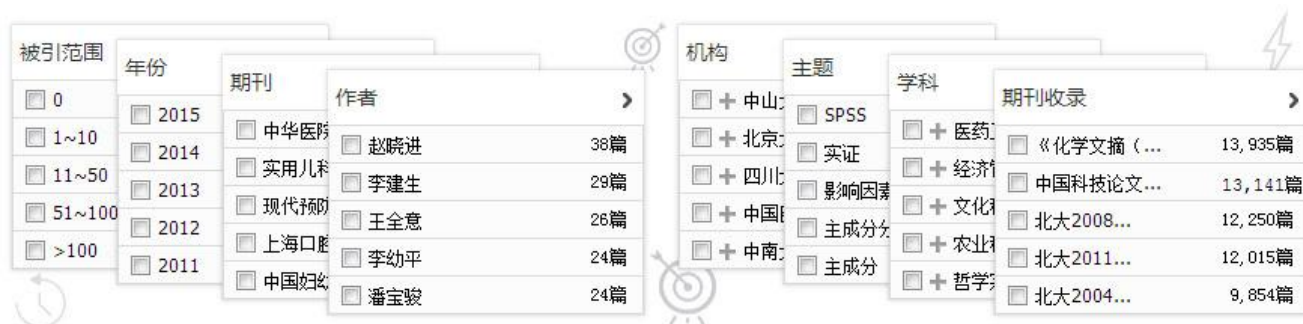 被引范围
0
1~10
11~50
51~100
>100
年份
2015
2014
2013
2012
2011
期刊
中华医院
实用儿科
现代预防
上海口腔
中国妇幼
作者
赵晓进 38篇
李建生 29篇
王全意 26篇
李幼平 24篇
潘宝骏 24篇
机构
中山
北京
四川
中国
中南
主题
SPSS
实证
影响因素
主成分分
主成分
学科
医药
经济
文化
农业
哲学
期刊收录
《化学文摘（... 13,935篇
中国科技论文... 13,141篇
北大2008... 12,250篇
北大2011... 12,015篇
北大2004... 9,854篇